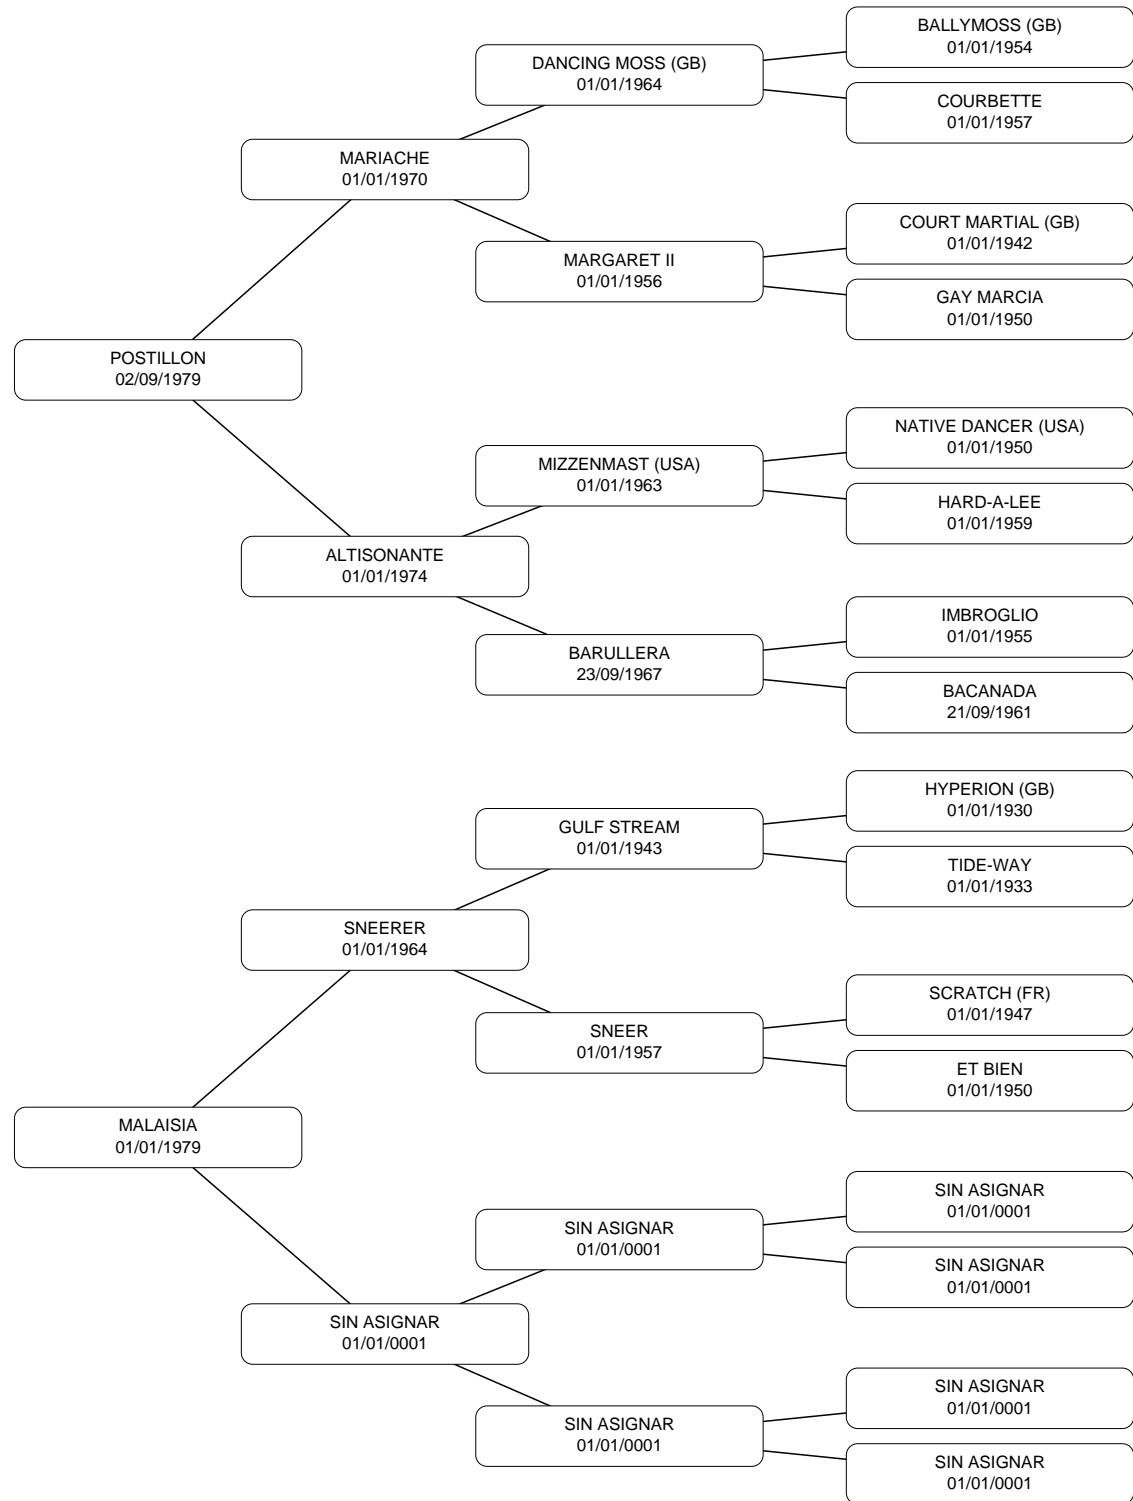 BALLYMOSS (GB)
01/01/1954
DANCING MOSS (GB)
01/01/1964
COURBETTE
01/01/1957
MARIACHE
01/01/1970
COURT MARTIAL (GB)
01/01/1942
MARGARET II
01/01/1956
GAY MARCIA
01/01/1950
POSTILLON
02/09/1979
NATIVE DANCER (USA)
01/01/1950
MIZZENMAST (USA)
01/01/1963
HARD-A-LEE
01/01/1959
ALTISONANTE
01/01/1974
IMBROGLIO
01/01/1955
BARULLERA
23/09/1967
BACANADA
21/09/1961
HYPERION (GB)
01/01/1930
GULF STREAM
01/01/1943
TIDE-WAY
01/01/1933
SNEERER
01/01/1964
SCRATCH (FR)
01/01/1947
SNEER
01/01/1957
ET BIEN
01/01/1950
MALAISIA
01/01/1979
SIN ASIGNAR
01/01/0001
SIN ASIGNAR
01/01/0001
SIN ASIGNAR
01/01/0001
SIN ASIGNAR
01/01/0001
SIN ASIGNAR
01/01/0001
SIN ASIGNAR
01/01/0001
SIN ASIGNAR
01/01/0001